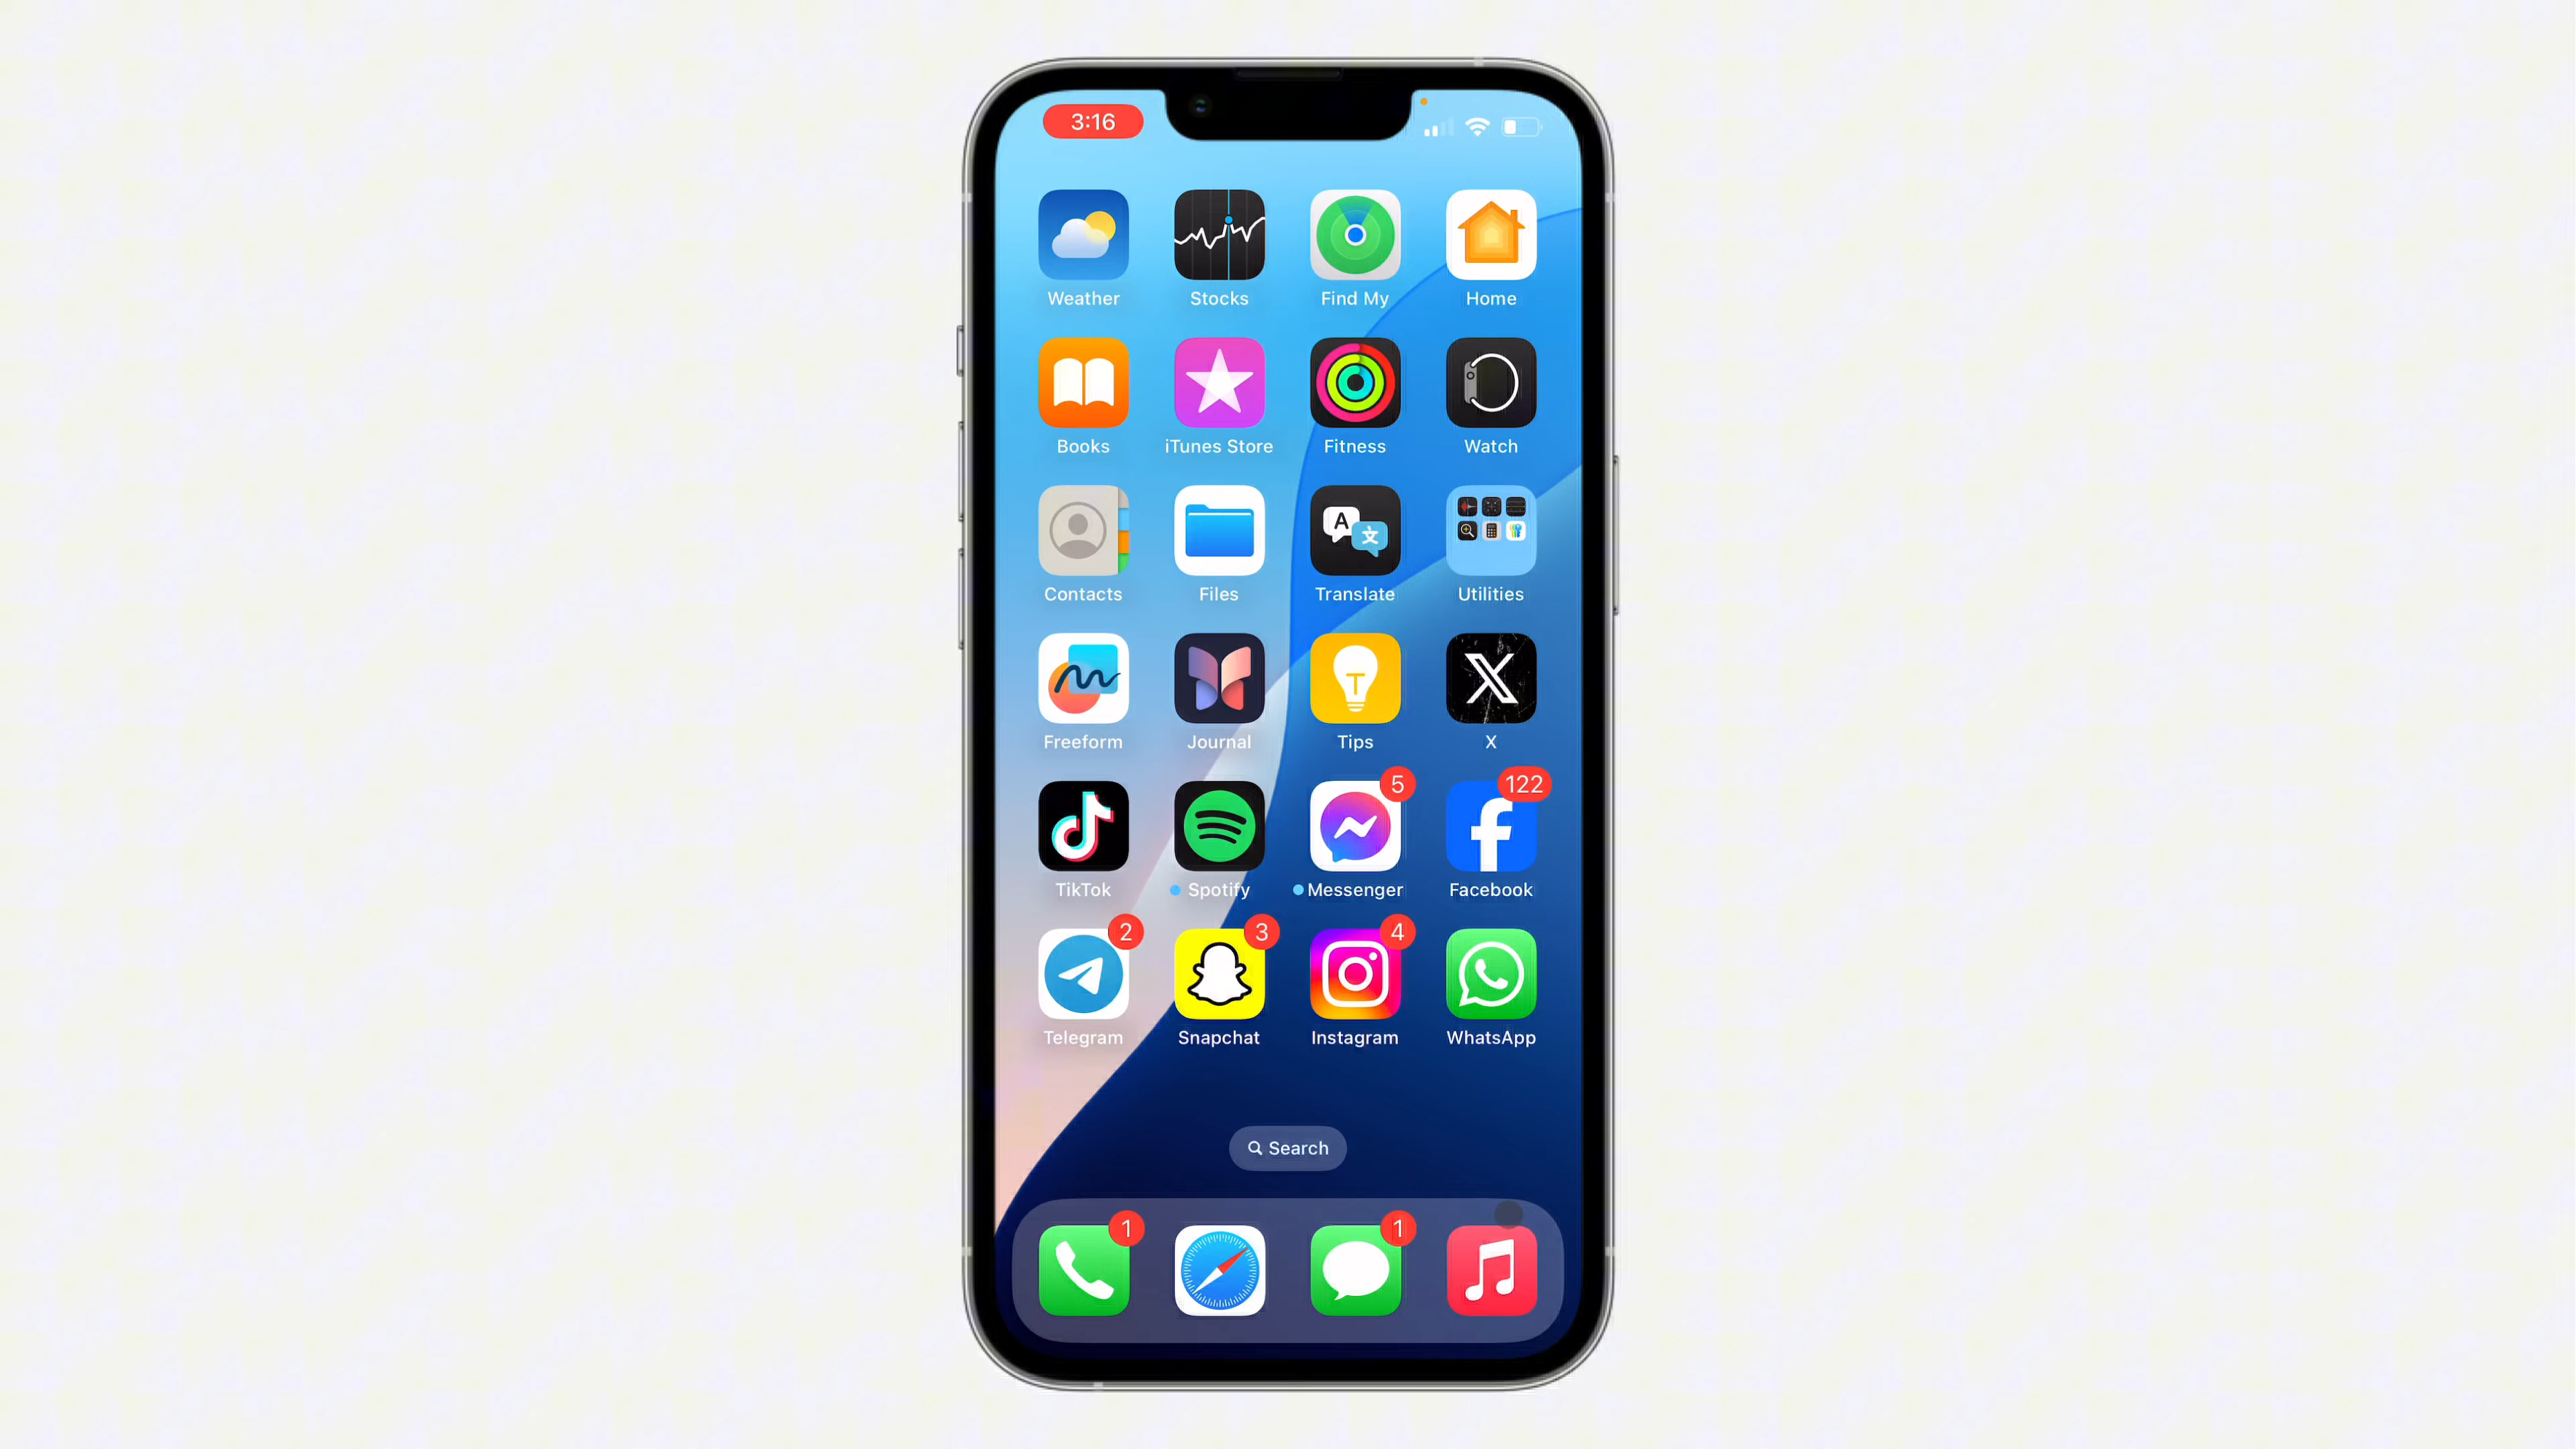 3:16
Weather Stocks Find My Home
Books iTunes Store Fitness Watch
A 文
Contacts Files Translate Utilities
T
Freeform Journal Tips X
5 122
TikTok Spotify Messenger Facebook
2 3 4
Telegram Snapchat Instagram WhatsApp
Search
1 1